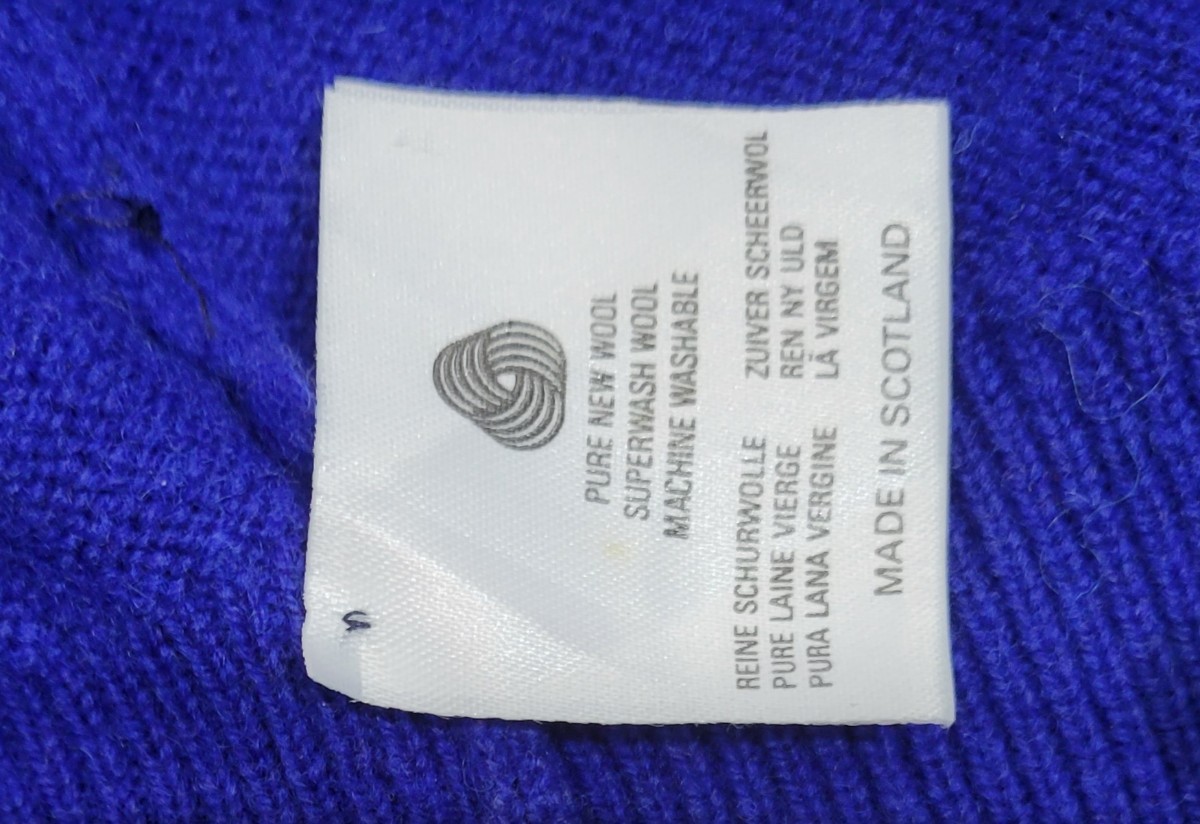 PURE NEW WOOL
SUPERWASH WOOL
MACHINE WASHABLE
REINE SCHURWOLLE ZUIVER SCHEERWOL
PURE LAINE VIERGE REN NY ULD
PURA LANA VERGINE LÃ VIRGEM
MADE IN SCOTLAND